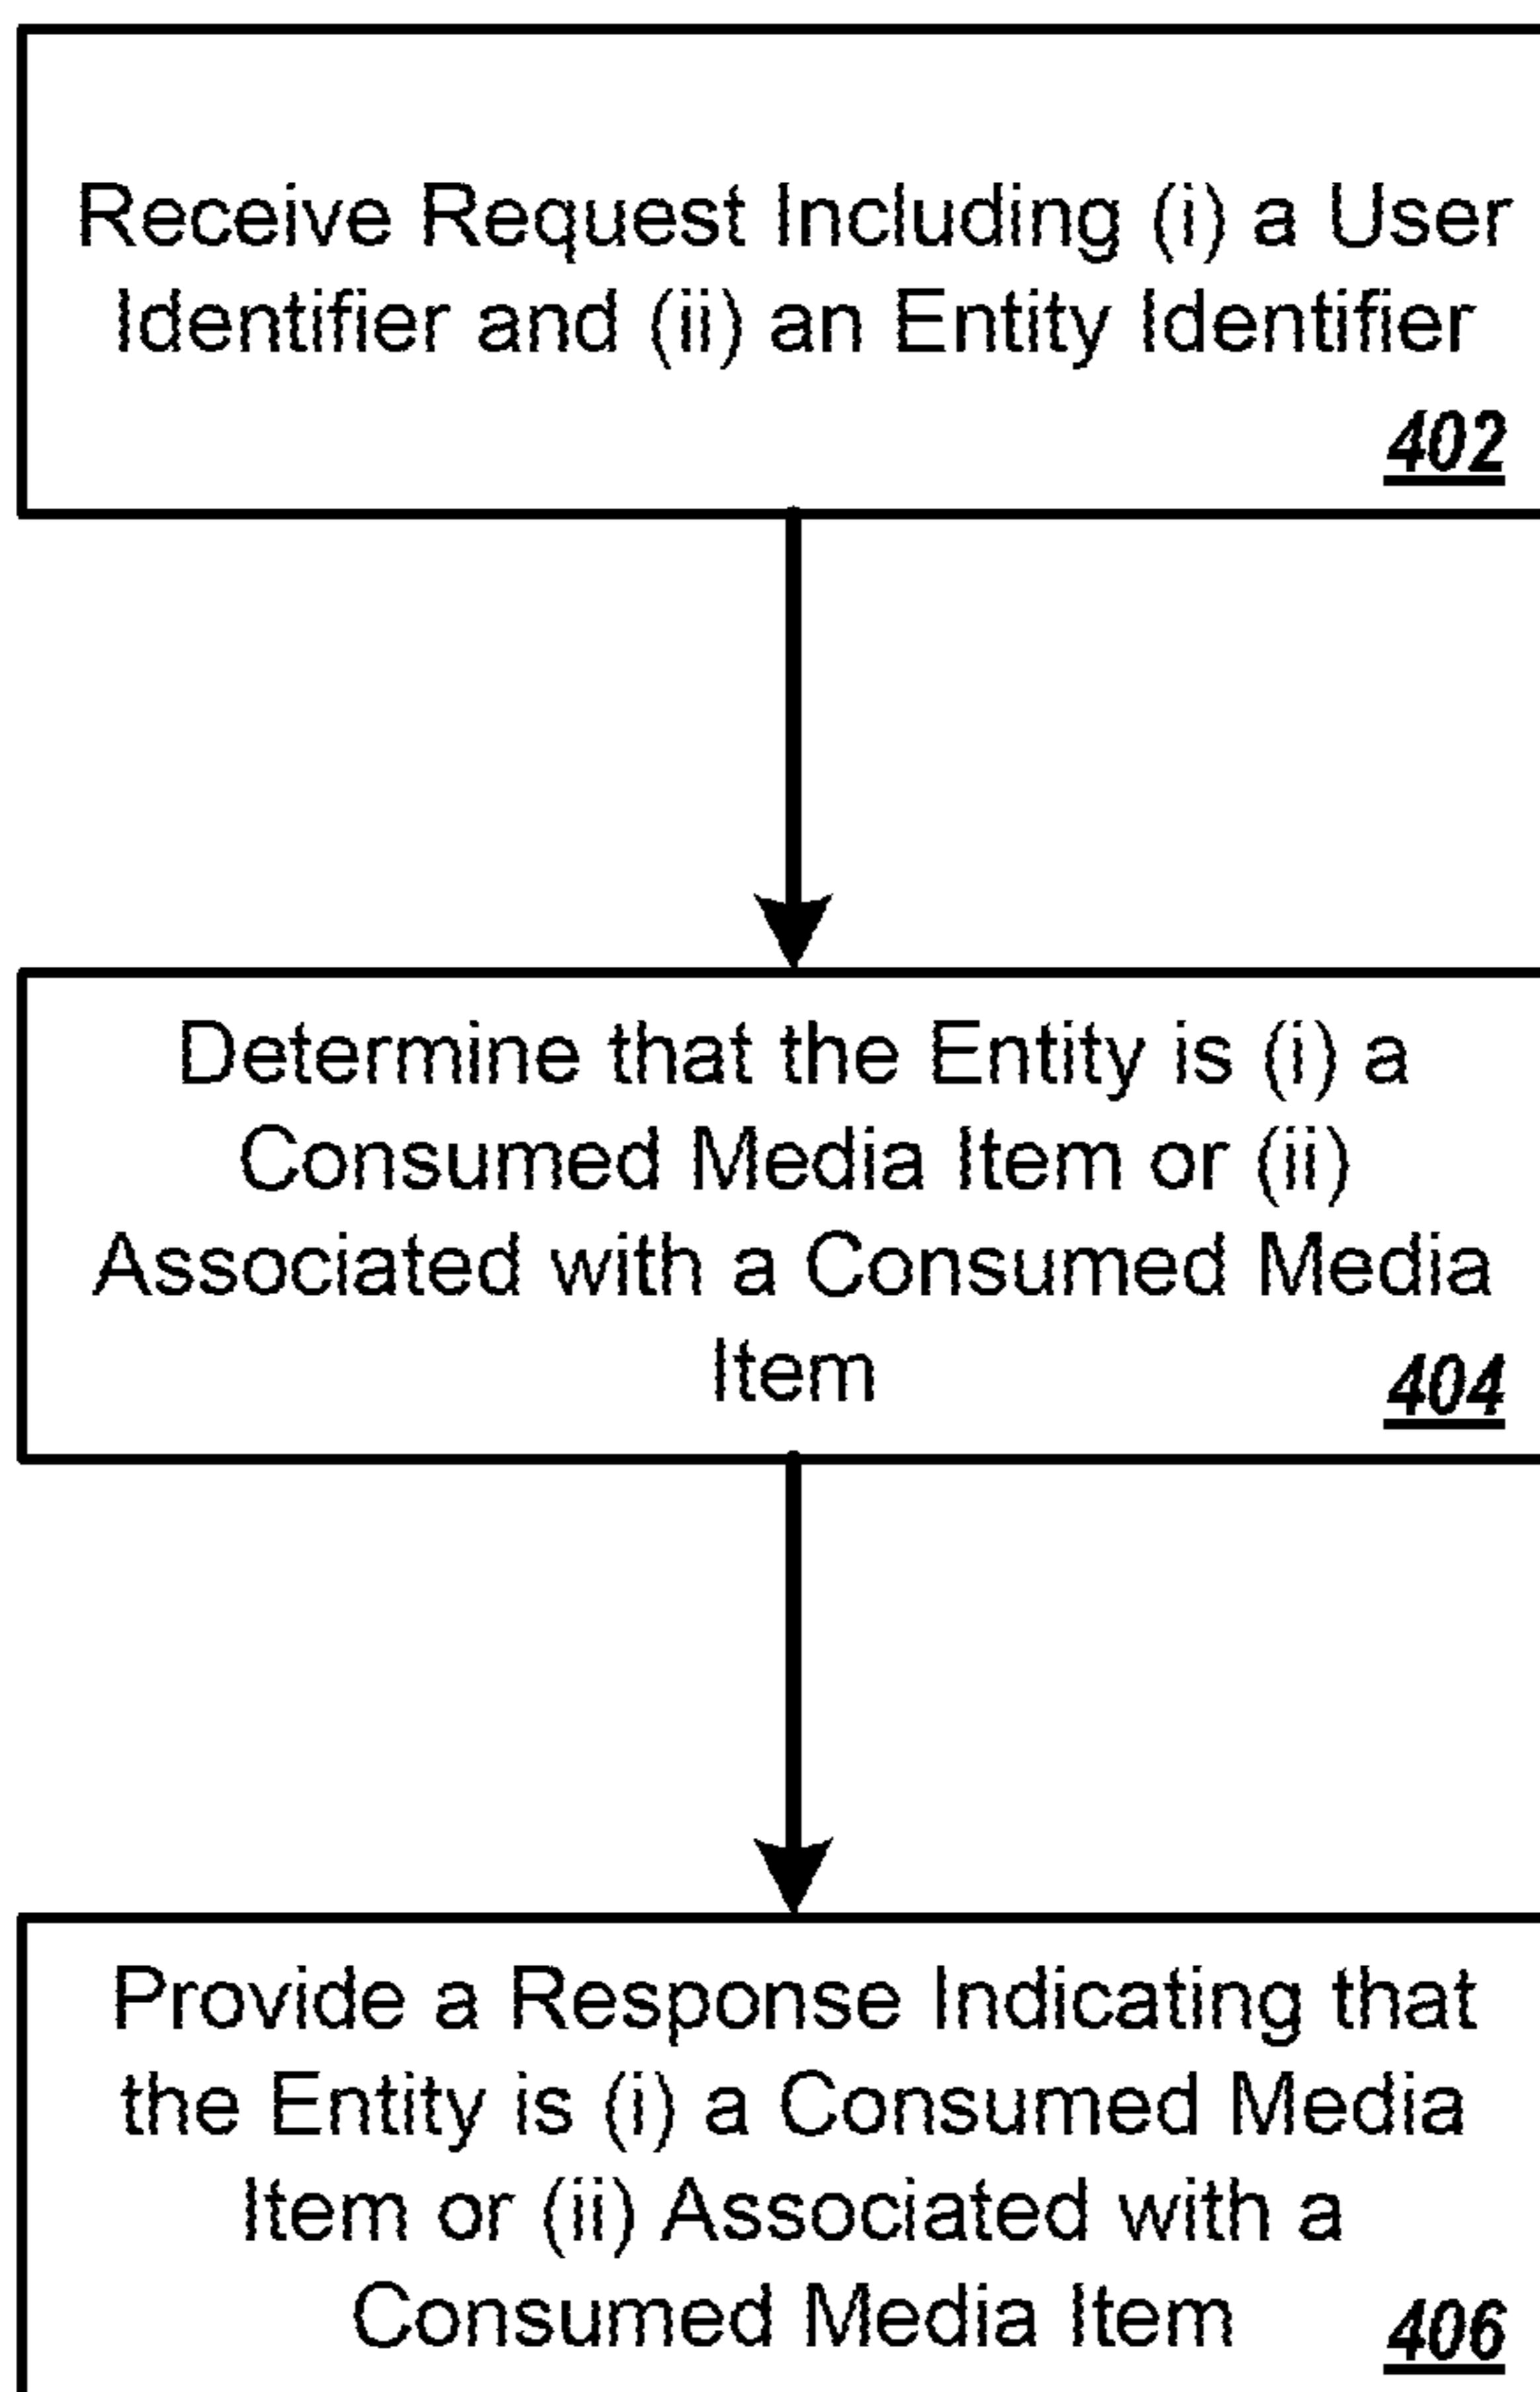 Receive Request Including (i) a User
Identifier and (ii) an Entity Identifier
402
Determine that the Entity is (i) a
Consumed Media Item or (ii)
Associated with a Consumed Media
Item
404
Provide a Response Indicating that
the Entity is (i) a Consumed Media
Item or (ii) Associated with a
Consumed Media Item
406